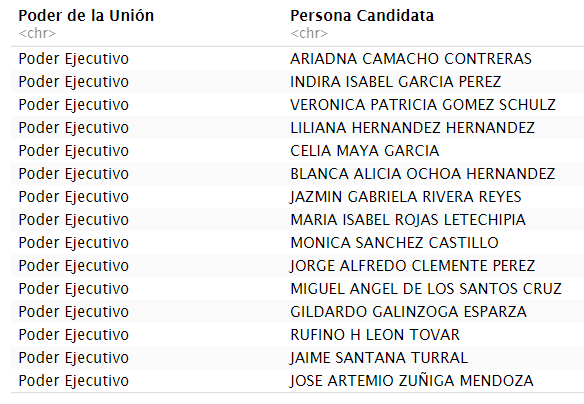 Poder de la Unión Persona Candidata
<chr> <chr>
Poder Ejecutivo ARIADNA CAMACHO CONTRERAS
Poder Ejecutivo INDIRA ISABEL GARCIA PEREZ
Poder Ejecutivo VERONICA PATRICIA GOMEZ SCHULZ
Poder Ejecutivo LILIANA HERNANDEZ HERNANDEZ
Poder Ejecutivo CELIA MAYA GARCIA
Poder Ejecutivo BLANCA ALICIA OCHOA HERNANDEZ
Poder Ejecutivo JAZMIN GABRIELA RIVERA REYES
Poder Ejecutivo MARIA ISABEL ROJAS LETECHIPIA
Poder Ejecutivo MONICA SANCHEZ CASTILLO
Poder Ejecutivo JORGE ALFREDO CLEMENTE PEREZ
Poder Ejecutivo MIGUEL ANGEL DE LOS SANTOS CRUZ
Poder Ejecutivo GILDARDO GALINZOGA ESPARZA
Poder Ejecutivo RUFINO H LEON TOVAR
Poder Ejecutivo JAIME SANTANA TURRAL
Poder Ejecutivo JOSE ARTEMIO ZUÑIGA MENDOZA